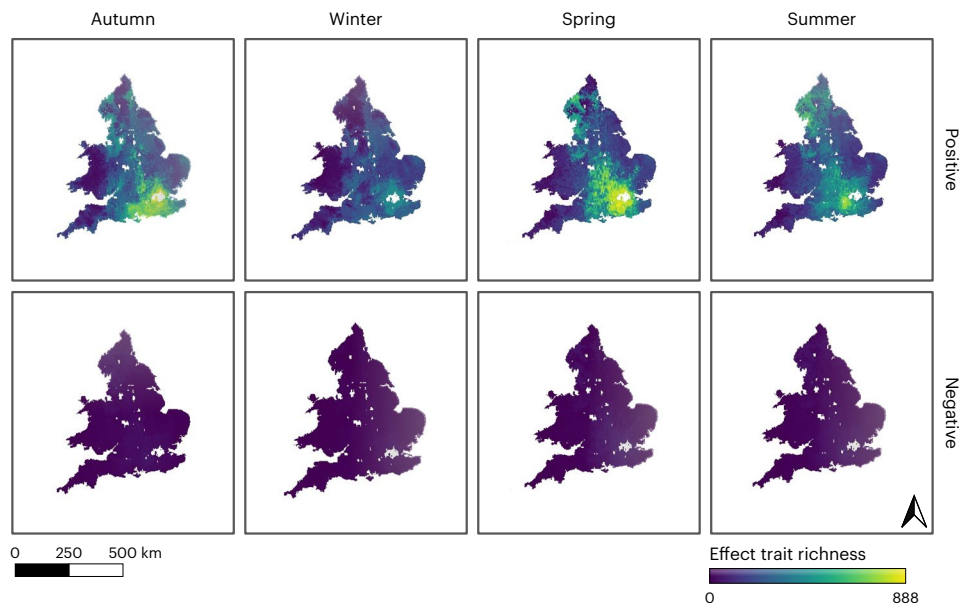 Autumn
Winter
Spring
Summer
Positive
Negative
0 250 500 km
Effect trait richness
0 888